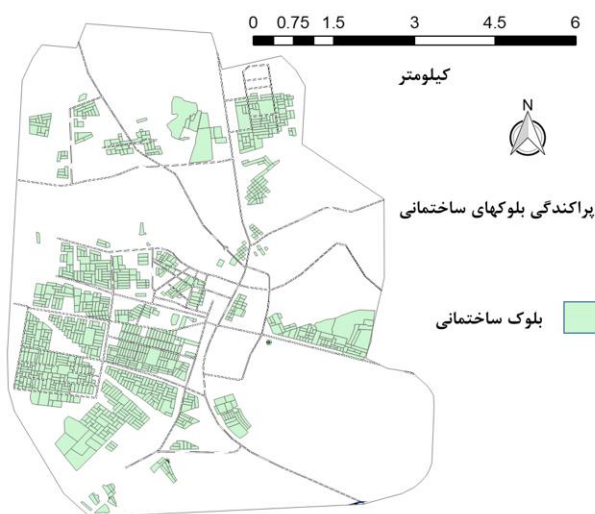 0 0.75 1.5 3 4.5 6
کیلومتر
N
پراکندگی بلوکهای ساختمانی
بلوک ساختمانی